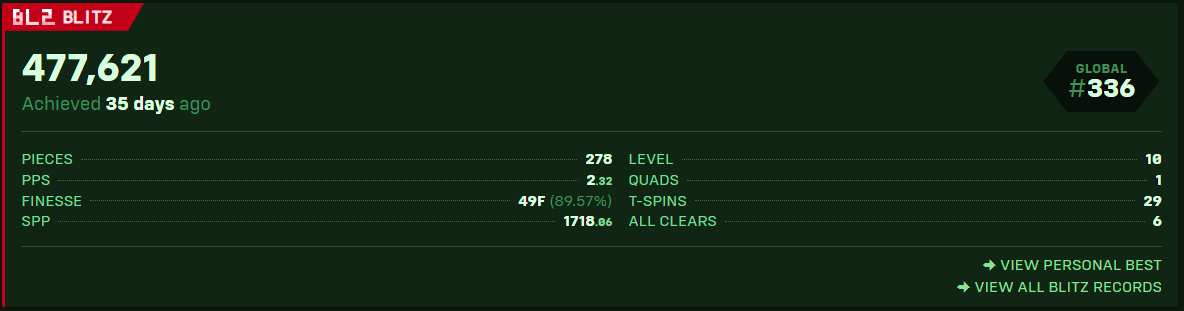 BLZ BLITZ
477,621
Achieved 35 days ago
GLOBAL
#336
PIECES 278
PPS 2.32
FINESSE 49F (89.57%)
SPP 1718.06
LEVEL 10
QUADS 1
T-SPINS 29
ALL CLEARS 6
VIEW PERSONAL BEST
VIEW ALL BLITZ RECORDS